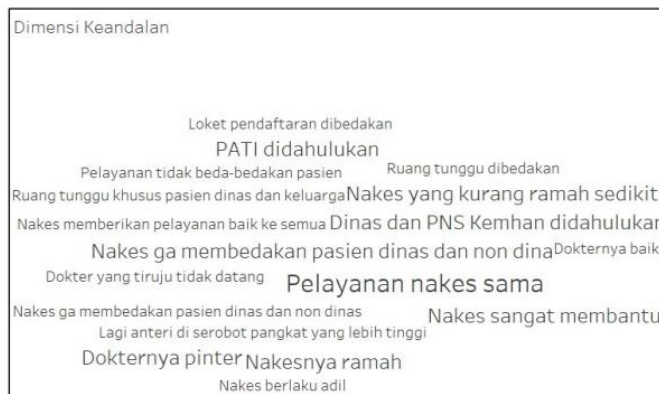 Dimensi Keandalan
Loket pendaftaran dibedakan
PATI didahulukan
Pelayanan tidak beda-bedakan pasien
Ruang tunggu dibedakan
Ruang tunggu khusus pasien dinas dan keluarga
Nakes yang kurang ramah sedikit
Nakes memberikan pelayanan baik ke semua
Dinas dan PNS Kemhan didahulukan
Nakes ga membedakan pasien dinas dan non dina
Dokternya baik
Dokter yang tiruju tidak datang
Pelayanan nakes sama
Nakes ga membedakan pasien dinas dan non dinas
Nakes sangat membantu
Lagi anteri di serobot pangkat yang lebih tinggi
Dokternya pinter
Nakesnya ramah
Nakes berlaku adil